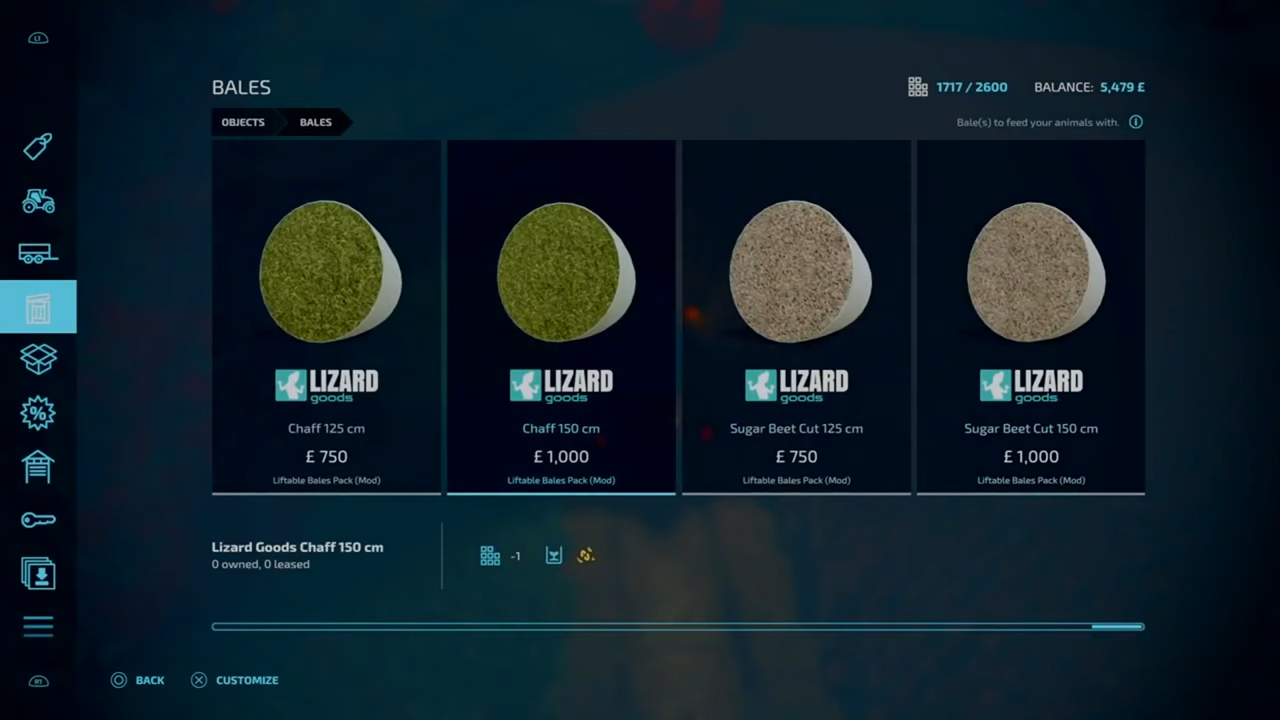 LT
BALES
1717 / 2600
BALANCE: 5,479 £
OBJECTS
BALES
Bale(s) to feed your animals with.
LIZARD
goods
Chaff 125 cm
£ 750
Liftable Bales Pack (Mod)
LIZARD
goods
Chaff 150 cm
£ 1,000
Liftable Bales Pack (Mod)
LIZARD
goods
Sugar Beet Cut 125 cm
£ 750
Liftable Bales Pack (Mod)
LIZARD
goods
Sugar Beet Cut 150 cm
£ 1,000
Liftable Bales Pack (Mod)
Lizard Goods Chaff 150 cm
0 owned, 0 leased
-1
RT
BACK
CUSTOMIZE